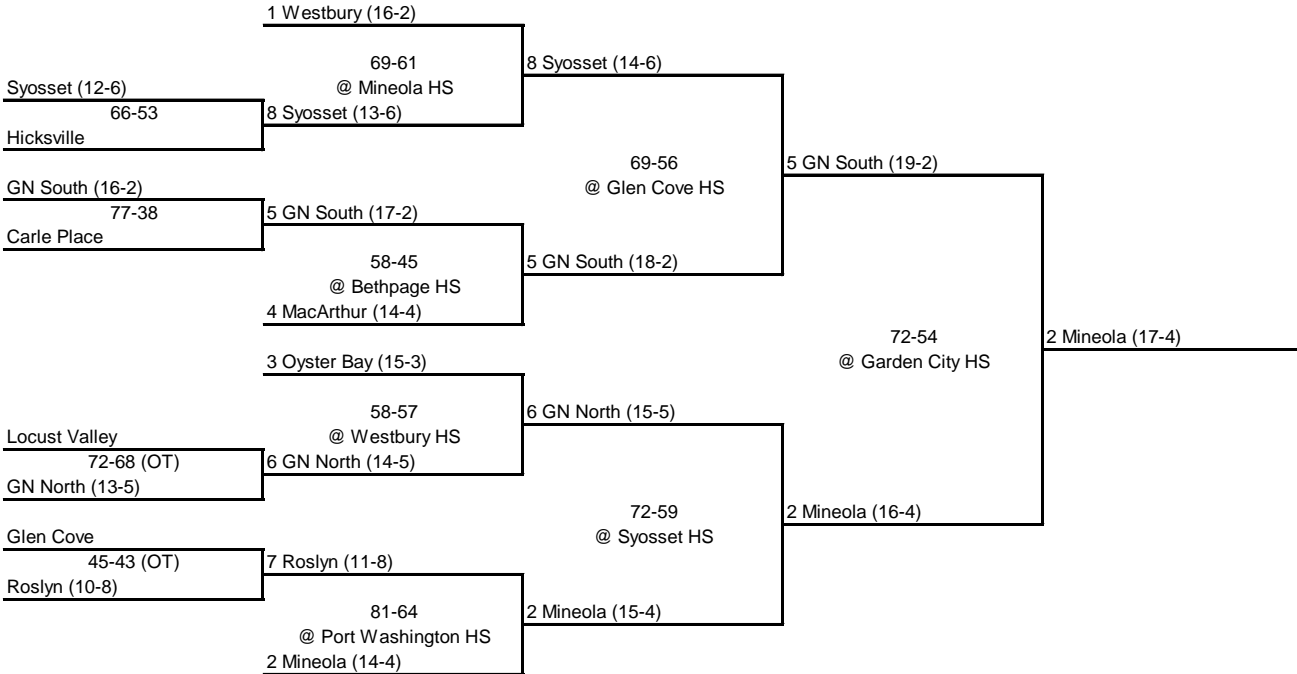 1 Westbury (16-2)
69-61
@ Mineola HS
8 Syosset (14-6)
Syosset (12-6)
66-53
8 Syosset (13-6)
Hicksville
69-56
@ Glen Cove HS
5 GN South (19-2)
GN South (16-2)
77-38
5 GN South (17-2)
Carle Place
58-45
@ Bethpage HS
5 GN South (18-2)
4 MacArthur (14-4)
72-54
@ Garden City HS
2 Mineola (17-4)
3 Oyster Bay (15-3)
58-57
@ Westbury HS
6 GN North (15-5)
Locust Valley
72-68 (OT)
6 GN North (14-5)
GN North (13-5)
72-59
@ Syosset HS
2 Mineola (16-4)
Glen Cove
45-43 (OT)
7 Roslyn (11-8)
Roslyn (10-8)
81-64
@ Port Washington HS
2 Mineola (15-4)
2 Mineola (14-4)